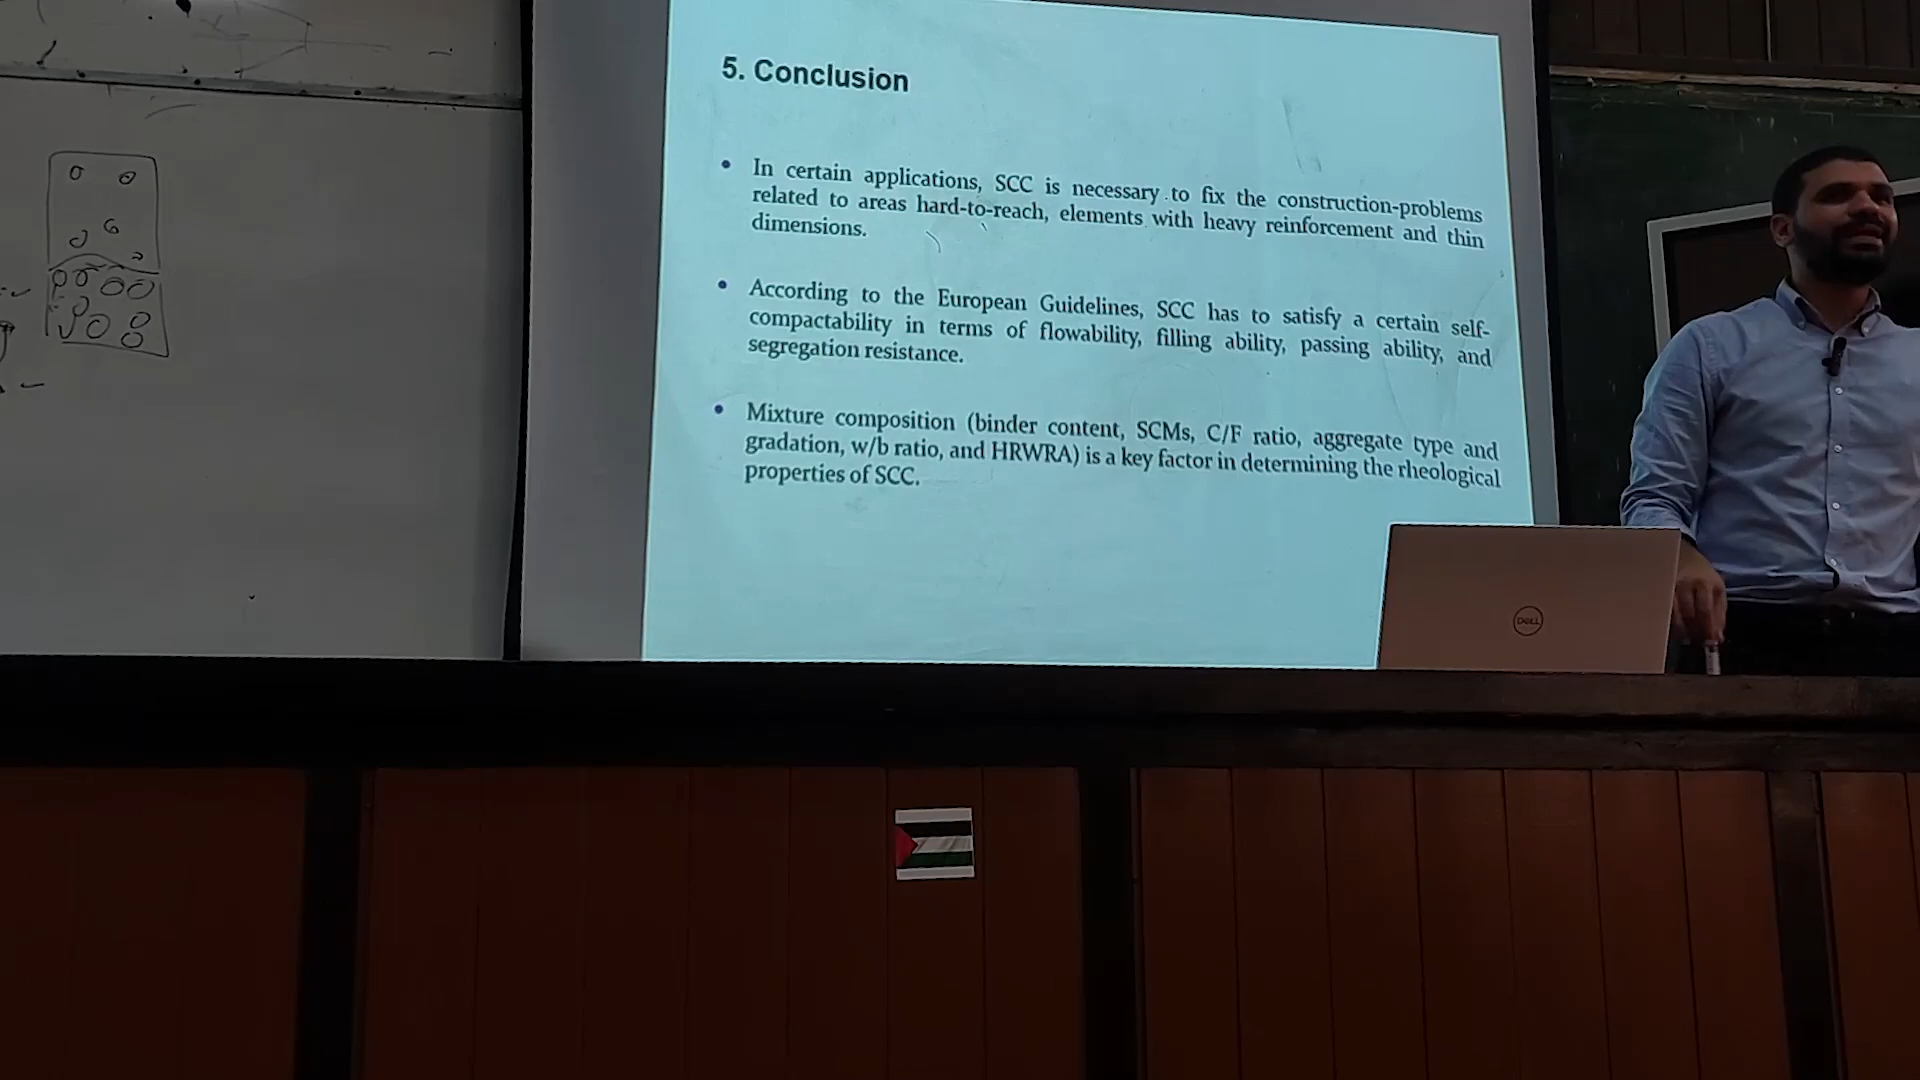 5. Conclusion
• In certain applications, SCC is necessary to fix the construction-problems
related to areas hard-to-reach, elements with heavy reinforcement and thin
dimensions.
• According to the European Guidelines, SCC has to satisfy a certain self-
compactability in terms of flowability, filling ability, passing ability, and
segregation resistance.
• Mixture composition (binder content, SCMs, C/F ratio, aggregate type and
gradation, w/b ratio, and HRWRA) is a key factor in determining the rheological
properties of SCC.
DELL